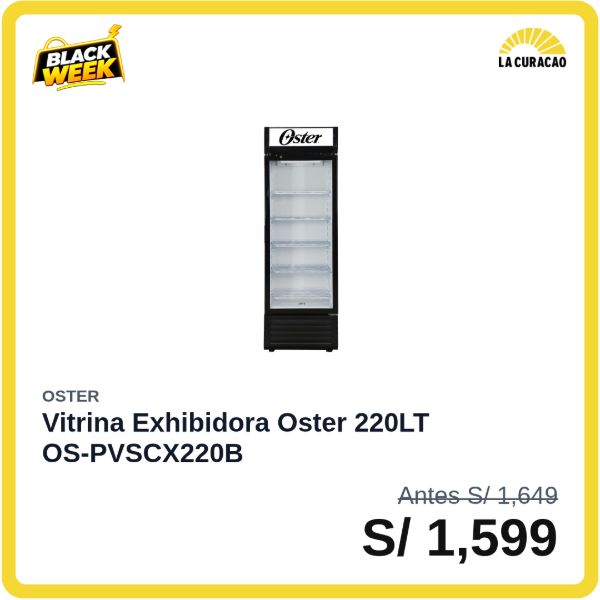 BLACK
WEEK
LA CURACAO
Oster
OSTER
Vitrina Exhibidora Oster 220LT
OS-PVSCX220B
Antes S/ 1,649
S/ 1,599